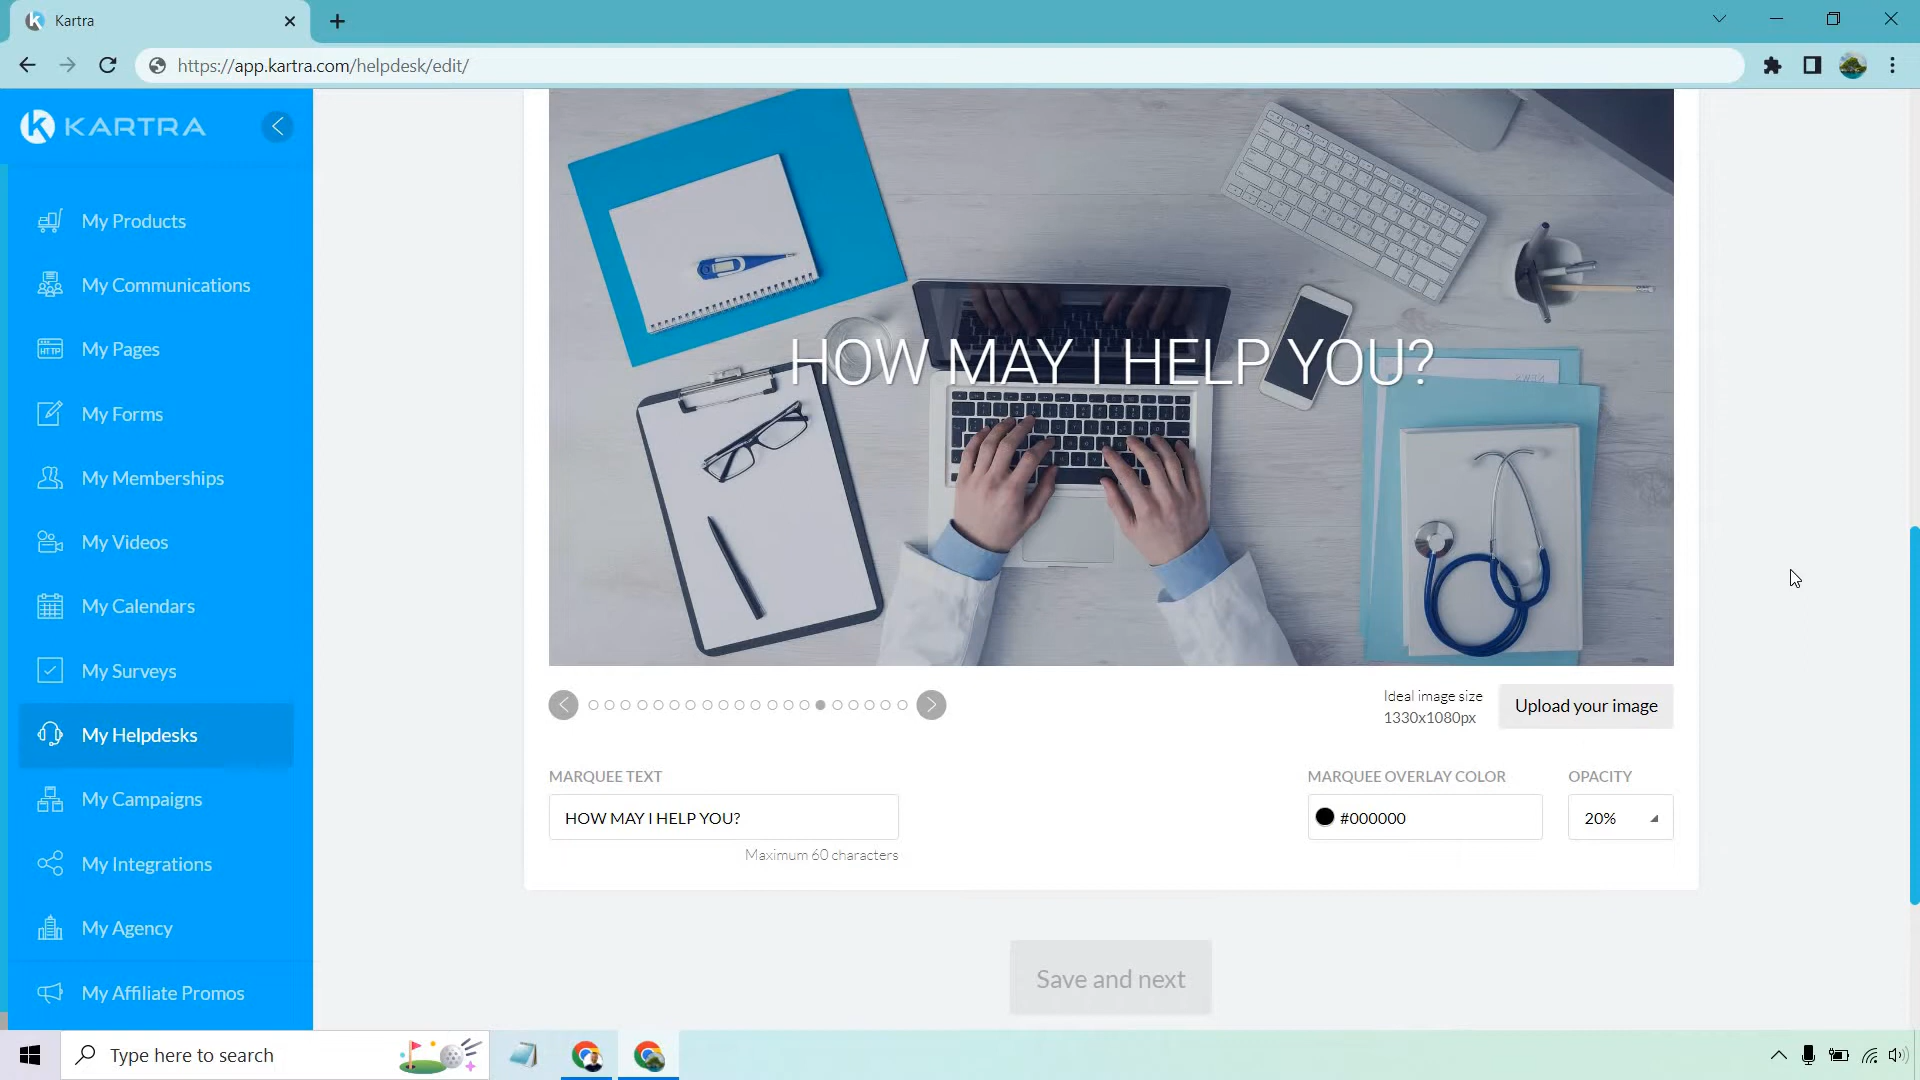 Kartra
https://app.kartra.com/helpdesk/edit/
KARTRA
My Products
My Communications
HTTP
My Pages
My Forms
My Memberships
My Videos
My Calendars
My Surveys
My Helpdesks
My Campaigns
My Integrations
My Agency
My Affiliate Promos
HOW MAY I HELP YOU?
Ideal image size
1330x1080px
Upload your image
MARQUEE TEXT
HOW MAY I HELP YOU?
Maximum 60 characters
MARQUEE OVERLAY COLOR
#000000
OPACITY
20%
Save and next
Type here to search